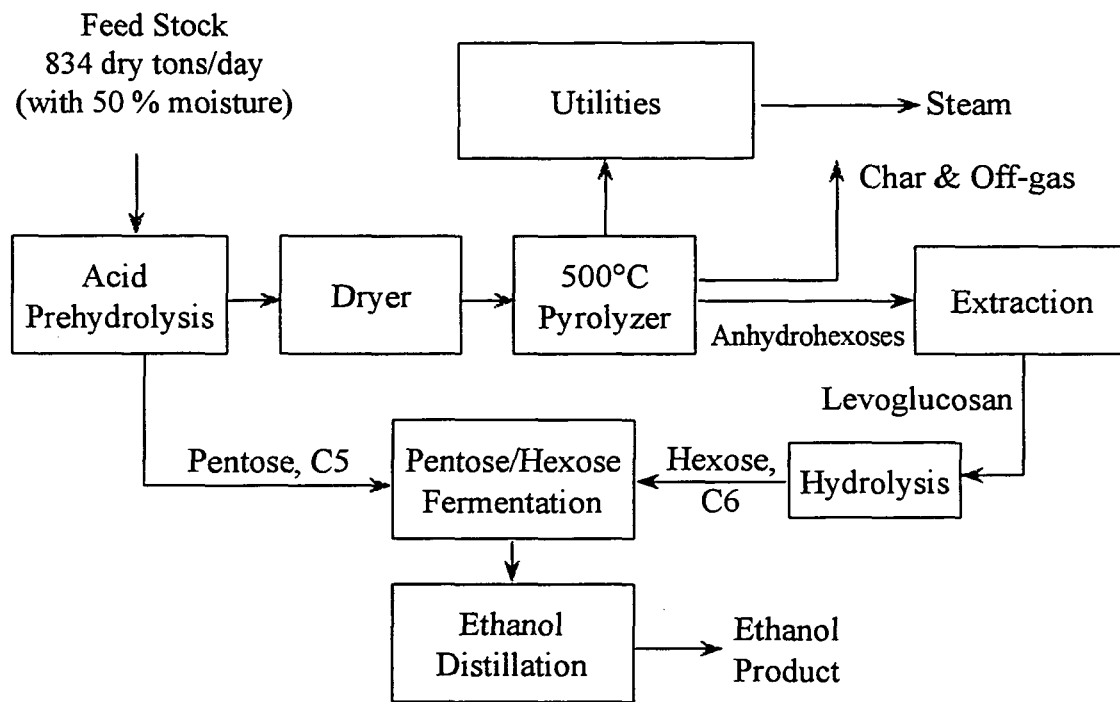 Feed Stock
834 dry tons/day
(with 50 % moisture)
Utilities
Steam
Char & Off-gas
Acid
Prehydrolysis
Dryer
500°C
Pyrolyzer
Anhydrohexoses
Extraction
Levoglucosan
Pentose, C5
Pentose/Hexose
Fermentation
Hexose,
C6
Hydrolysis
Ethanol
Distillation
Ethanol
Product